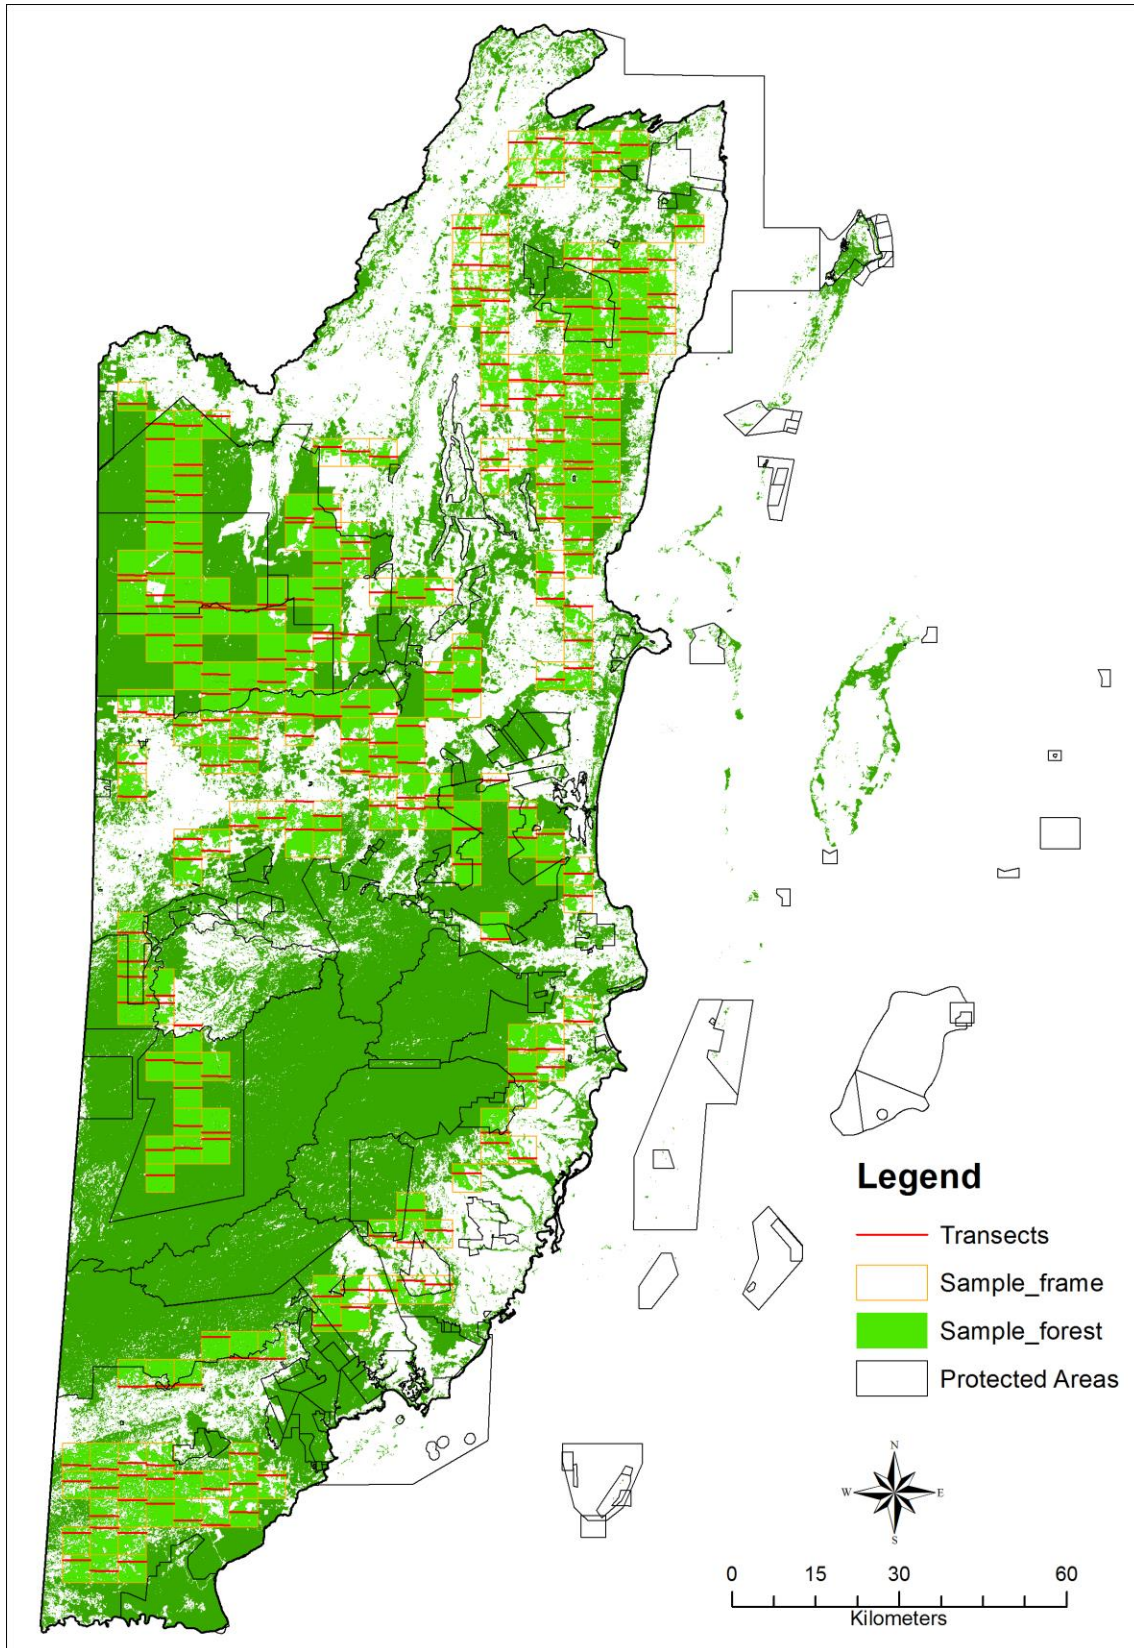 Legend
Transects
Sample_frame
Sample_forest
Protected Areas
N
W E
S
0 15 30 60
Kilometers